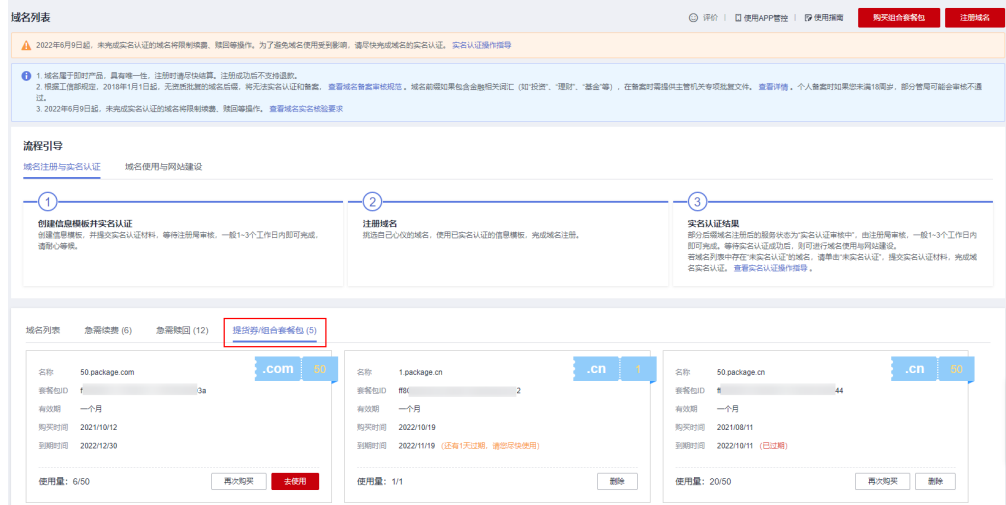 域名列表
评价 | 使用APP管控 | 使用指南 购买组合套餐包 注册域名
2022年6月9日起，未完成实名认证的域名将限制续费、赎回等操作。为了避免域名使用受到影响，请尽快完成域名的实名认证。 实名认证操作指导
1. 域名属于即时产品，具有唯一性，注册时请尽快结算。注册成功后不支持退款。
2. 根据工信部规定，2018年1月1日起，无资质批复的域名后缀，将无法实名认证和备案， 查看域名备案审核规范 。域名前缀如果包含金融相关词汇（如“投资”、“理财”、“基金”等），在备案时需提供主管机关专项批复文件。 查看详情 。个人备案时如果您未满18周岁，部分管局可能会审核不通
过。
3. 2022年6月9日起，未完成实名认证的域名将限制续费、赎回等操作。 查看域名实名核验要求
流程引导
域名注册与实名认证 域名使用与网站建设
1
创建信息模板并实名认证
创建信息模板，并提交实名认证材料，等待注册局审核，一般1~3个工作日内即可完成，
请耐心等候。
2
注册域名
挑选自己心仪的域名，使用已实名认证的信息模板，完成域名注册。
3
实名认证结果
部分后缀域名注册后的服务状态为“实名认证审核中”，由注册局审核，一般1~3个工作日内
即可完成。等待实名认证成功后，则可进行域名使用与网站建设。
若域名列表中存在“未实名认证”的域名，请单击“未实名认证”，提交实名认证材料，完成域
名实名认证。 查看实名认证操作指导 。
域名列表 急需续费 (6) 急需赎回 (12) 提货券/组合套餐包 (5)
.com 50
名称 50.package.com
套餐包ID f 3a
有效期 一个月
购买时间 2021/10/12
到期时间 2022/12/30
使用量：6/50 再次购买 去使用
.cn 1
名称 1.package.cn
套餐包ID ff80 2
有效期 一个月
购买时间 2022/10/19
到期时间 2022/11/19 （还有1天过期，请您尽快使用）
使用量：1/1 删除
.cn 50
名称 50.package.cn
套餐包ID ff 44
有效期 一个月
购买时间 2021/08/11
到期时间 2022/10/11 （已过期）
使用量：20/50 再次购买 删除